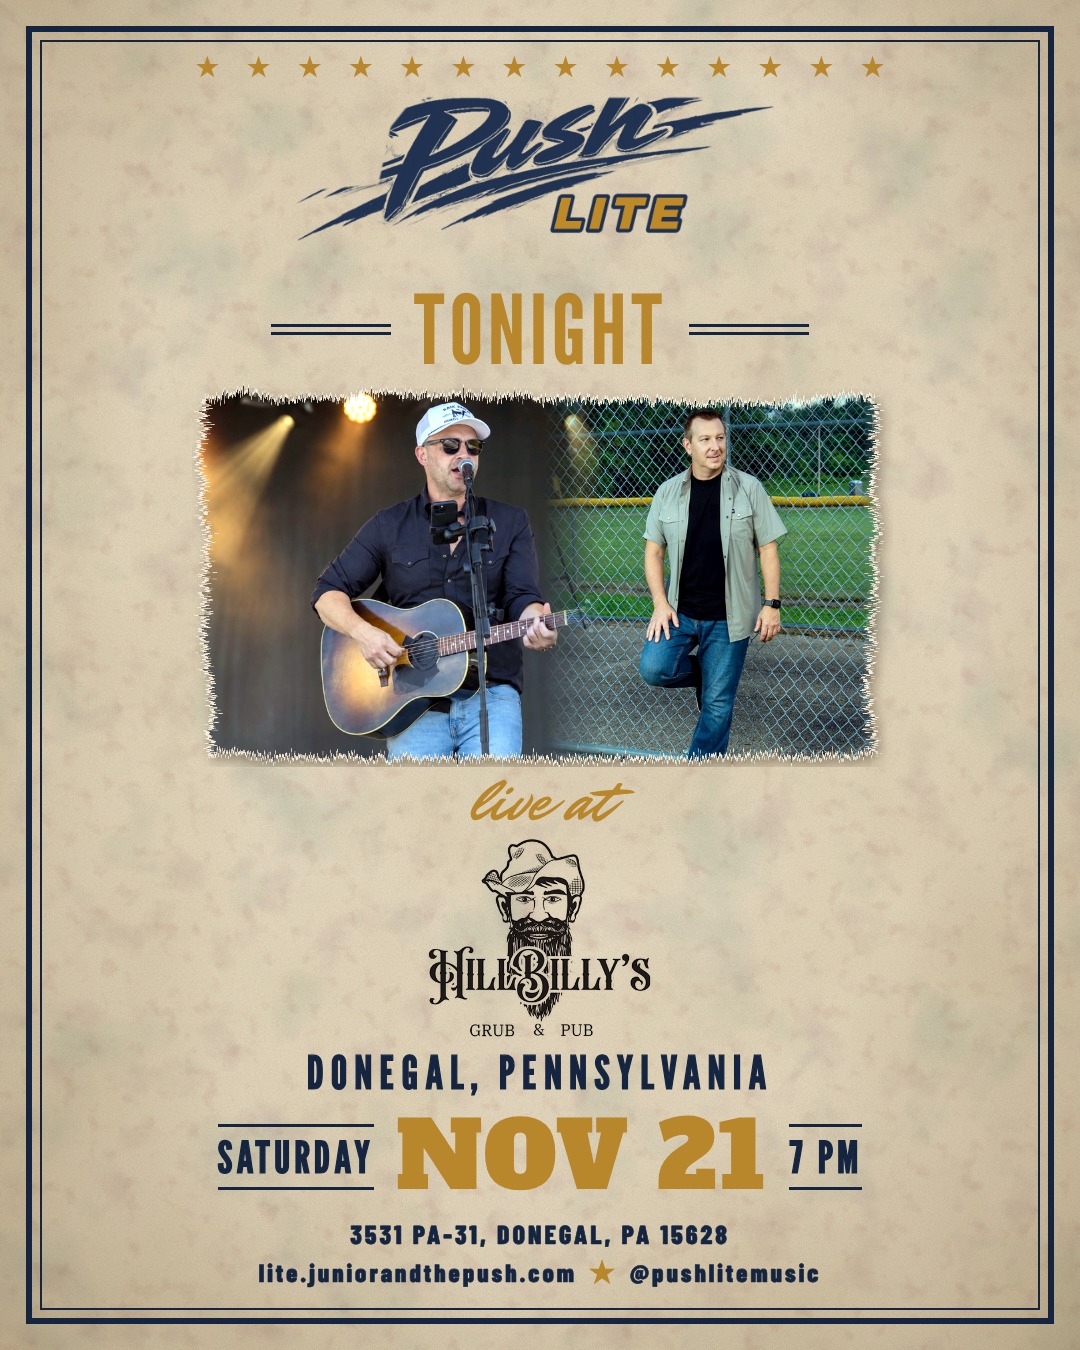 Push
LITE
TONIGHT
live at
HILLBILLY'S
GRUB & PUB
DONEGAL, PENNSYLVANIA
SATURDAY NOV 21 7 PM
3531 PA-31, DONEGAL, PA 15628
lite.juniorandthepush.com ★ @pushlitemusic